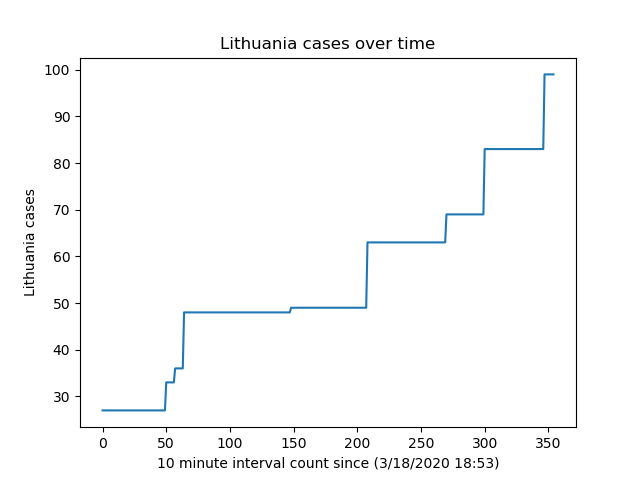 Lithuania cases over time
100
90
80
70
60
50
40
30
Lithuania cases
0 50 100 150 200 250 300 350
10 minute interval count since (3/18/2020 18:53)